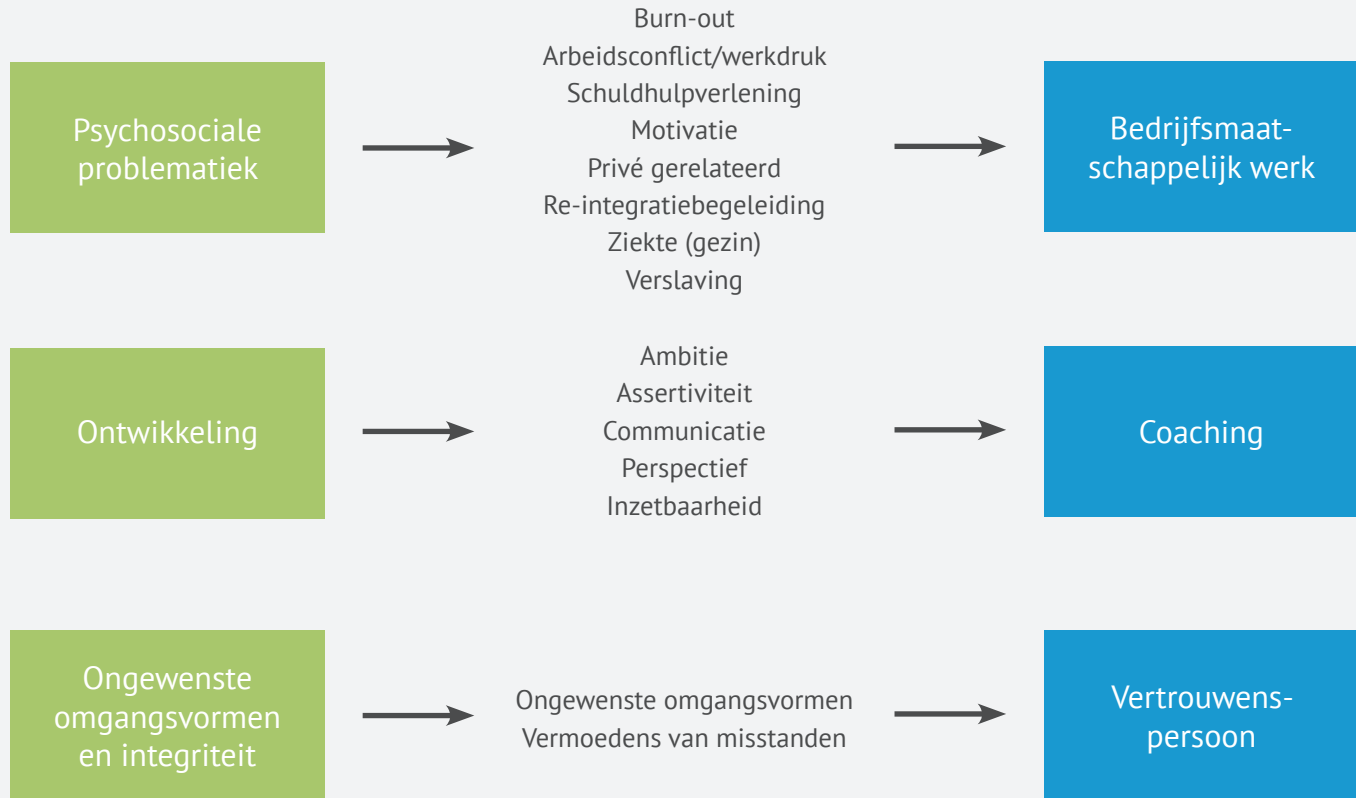 Psychosociale
problematiek
Burn-out
Arbeidsconflict/werkdruk
Schuldhulpverlening
Motivatie
Privé gerelateerd
Re-integratiebegeleiding
Ziekte (gezin)
Verslaving
Bedrijfsmaat-
schappelijk werk
Ontwikkeling
Ambitie
Assertiviteit
Communicatie
Perspectief
Inzetbaarheid
Coaching
Ongewenste
omgangsvormen
en integriteit
Ongewenste omgangsvormen
Vermoedens van misstanden
Vertrouwens-
persoon